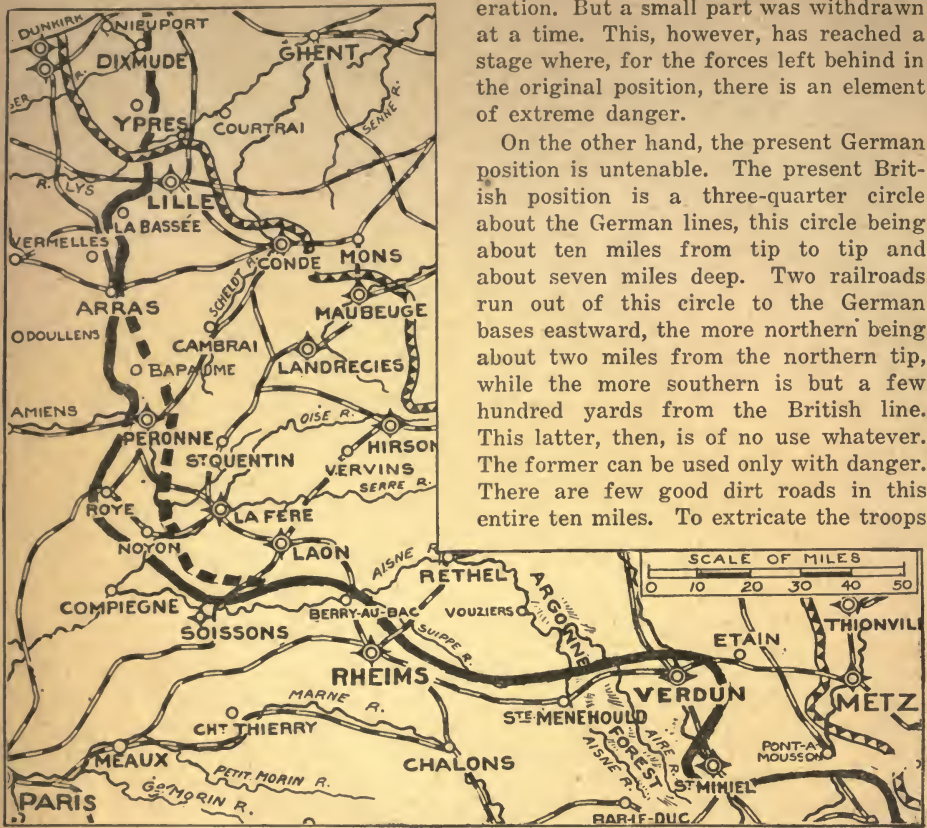 eration. But a small part was withdrawn
at a time. This, however, has reached a
stage where, for the forces left behind in
the original position, there is an element
of extreme danger.
On the other hand, the present German
position is untenable. The present Brit-
ish position is a three-quarter circle
about the German lines, this circle being
about ten miles from tip to tip and
about seven miles deep. Two railroads
run out of this circle to the German
bases eastward, the more northern being
about two miles from the northern tip,
while the more southern is but a few
hundred yards from the British line.
This latter, then, is of no use whatever.
The former can be used only with danger.
There are few good dirt roads in this
entire ten miles. To extricate the troops
DUNKIRK
NIEUPORT
DIXMUDE
GHENT
YPRES
COURTRAI
SENNE R.
R. LYS
LILLE
LA BASSÉE
VERMELLES
CONDE
MONS
SCHELDT R.
ARRAS
MAUBEUGE
DOULLENS
CAMBRAI
BAPAUME
LANDRECIES
AMIENS
OISE R.
PERONNE
HIRSON
ST QUENTIN
VERVINS
SERRE R.
ROYE
LA FERE
NOYON
LAON
AISNE R.
RETHEL
SCALE OF MILES
0 10 20 30 40 50
COMPIEGNE
BERRY-AU-BAC
VOUZIERS
ARGONNE
FOREST
THIONVILL
SOISSONS
SUIPPE R.
ETAIN
RHEIMS
VERDUN
METZ
MARNE R.
STE MENEHOULD
CHT THIERRY
AIRE R.
AISNE R.
PONT-A-
MOUSSON
MEAUX
CHALONS
ST MIHIEL
PETIT MORIN R.
GD MORIN R.
PARIS
BAR-LE-DUC